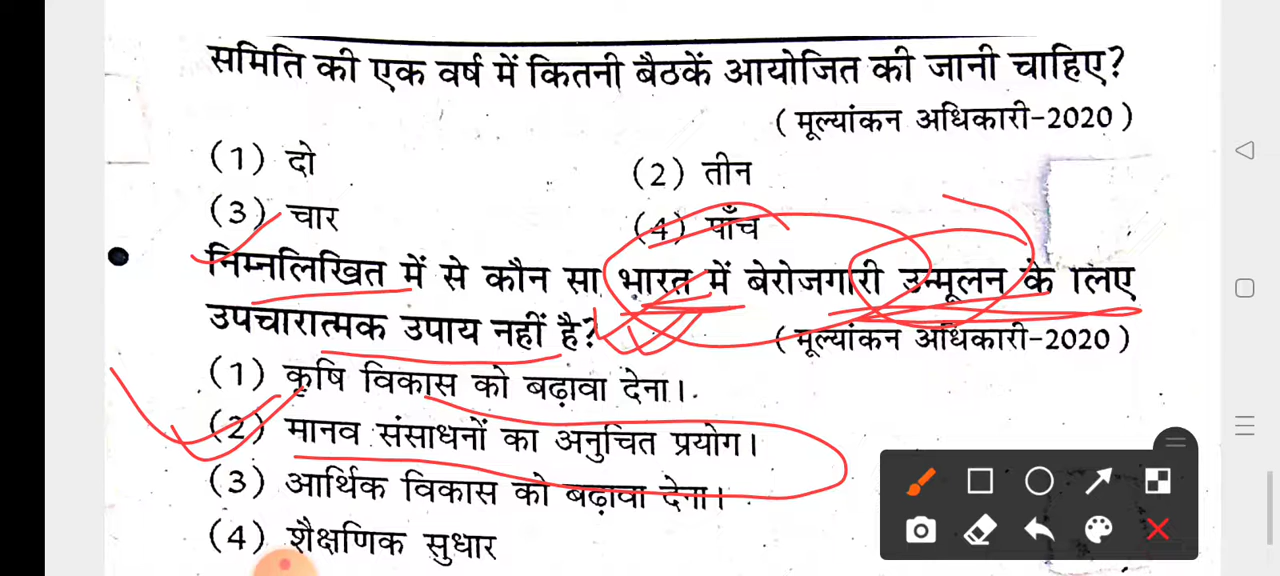 समिति की एक वर्ष में कितनी बैठकें आयोजित की जानी चाहिए?
(मूल्यांकन अधिकारी-2020)
(1) दो (2) तीन
(3) चार (4) पाँच
निम्नलिखित में से कौन सा भारत में बेरोजगारी उन्मूलन के लिए
उपचारात्मक उपाय नहीं है? (मूल्यांकन अधिकारी-2020)
(1) कृषि विकास को बढ़ावा देना।
(2) मानव संसाधनों का अनुचित प्रयोग।
(3) आर्थिक विकास को बढ़ावा देना।
(4) शैक्षणिक सुधार